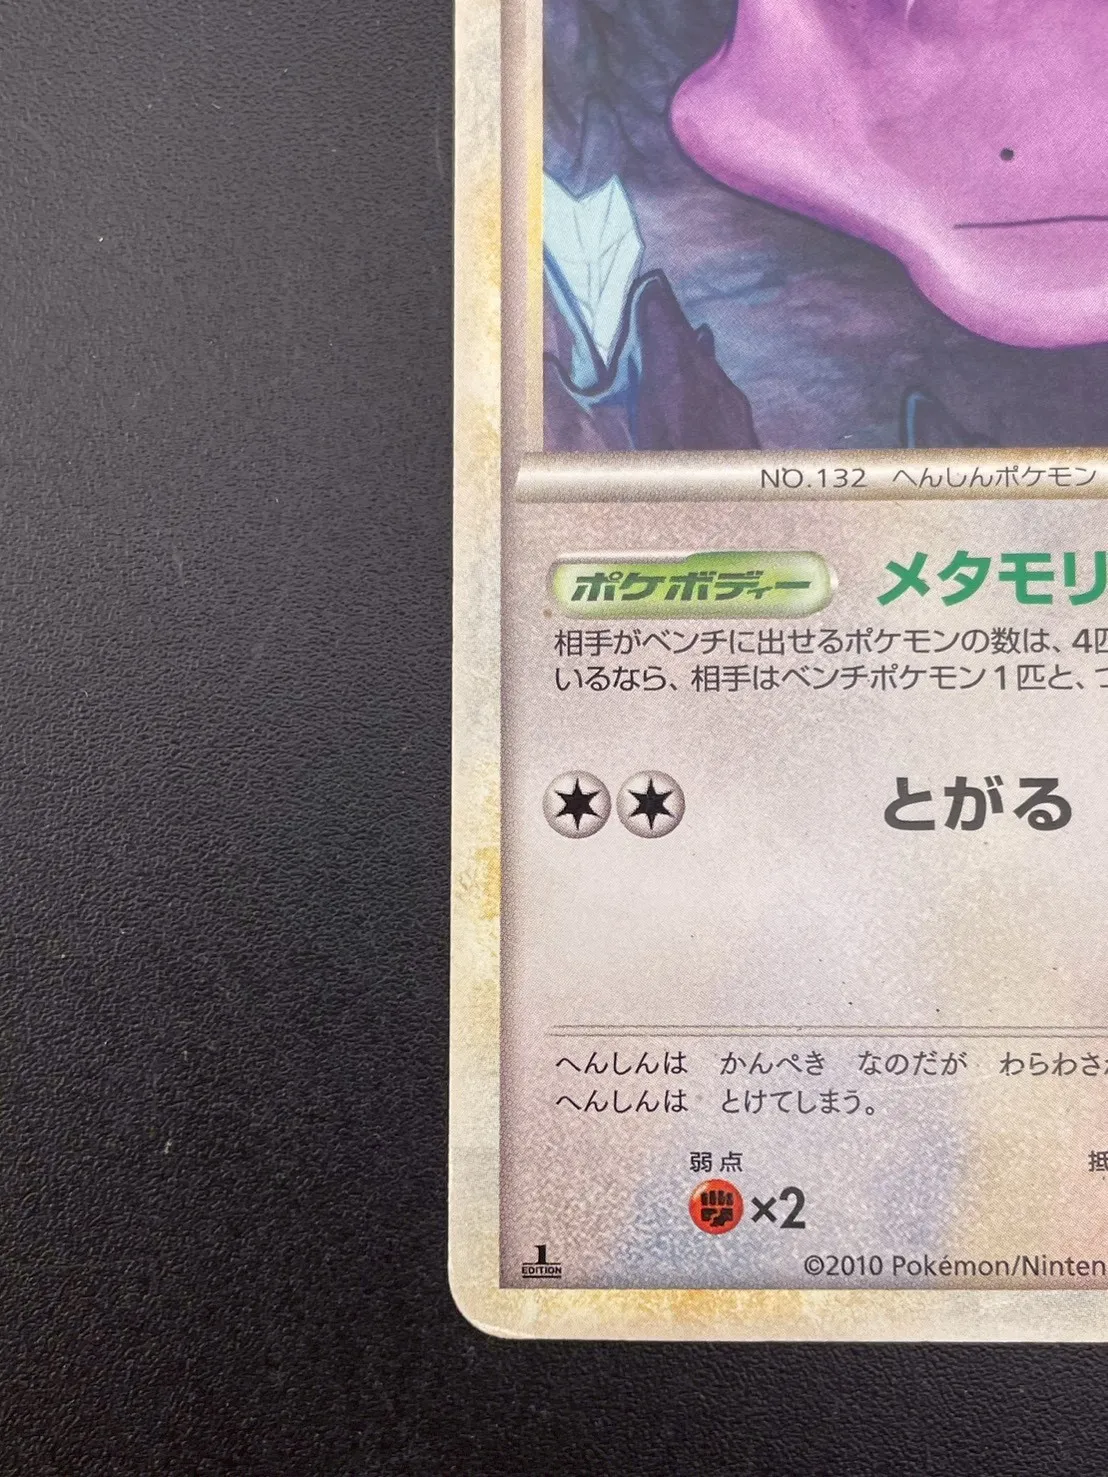 NO.132 へんしんポケモン
ポケボディー メタモリ
相手がベンチに出せるポケモンの数は、4匹
いるなら、相手はベンチポケモン1匹と、つ
とがる
へんしんは かんぺき なのだが わらわさ
へんしんは とけてしまう。
弱点 抵
×2
1 EDITION
©2010 Pokémon/Ninten